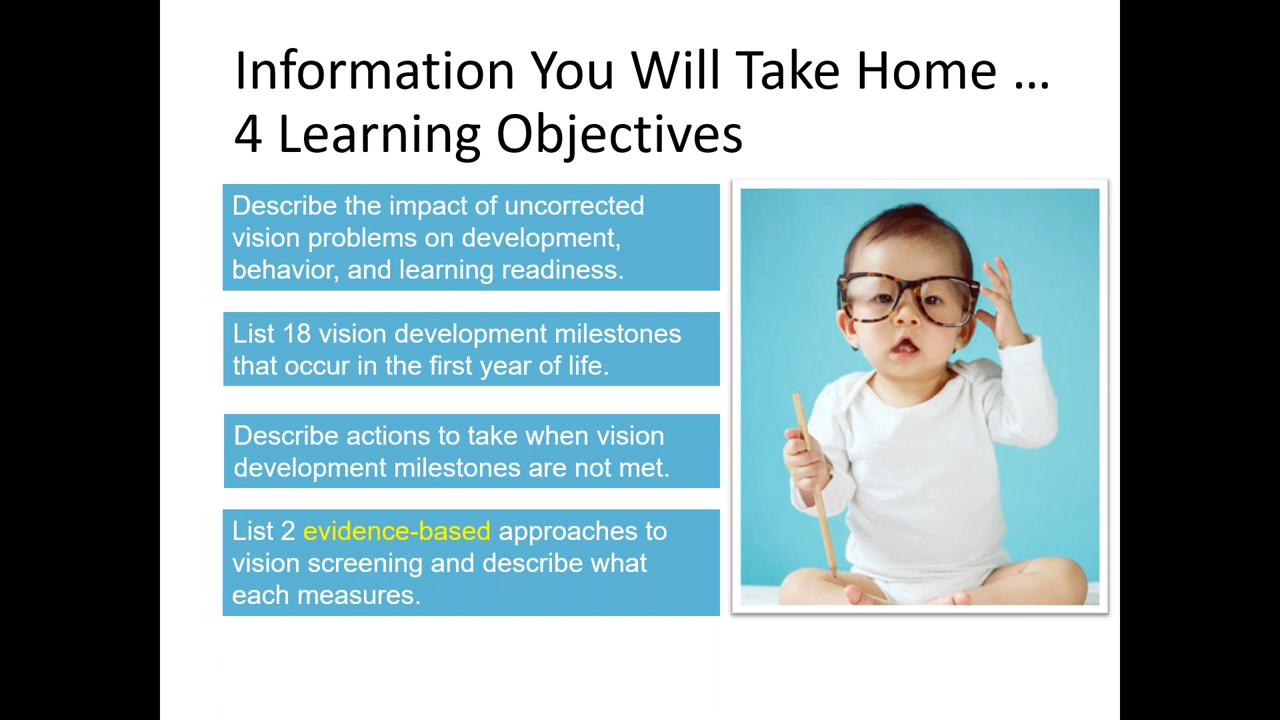 Information You Will Take Home ...
4 Learning Objectives
Describe the impact of uncorrected
vision problems on development,
behavior, and learning readiness.
List 18 vision development milestones
that occur in the first year of life.
Describe actions to take when vision
development milestones are not met.
List 2 evidence-based approaches to
vision screening and describe what
each measures.